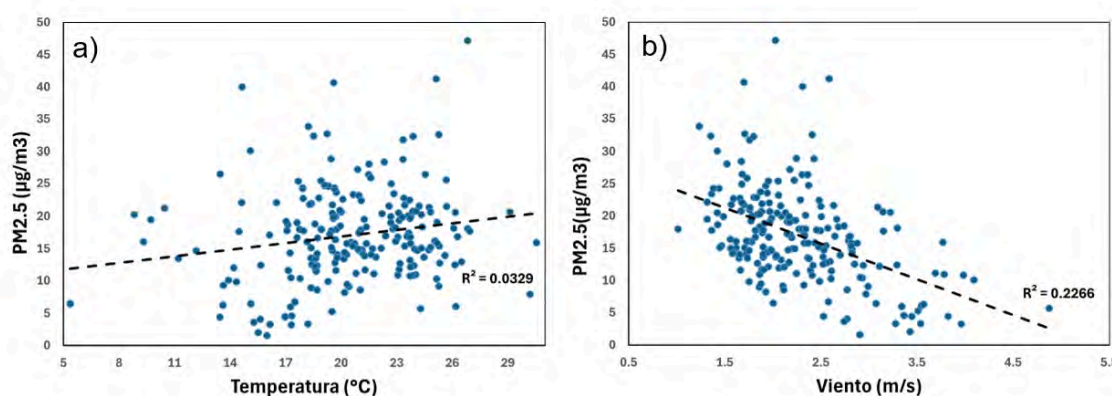 a)
PM2.5 (µg/m3)
50
45
40
35
30
25
20
15
10
5
0
5 8 11 14 17 20 23 26 29
Temperatura (°C)
R² = 0.0329
b)
PM2.5(µg/m3)
50
45
40
35
30
25
20
15
10
5
0
0.5 1.5 2.5 3.5 4.5 5.5
Viento (m/s)
R² = 0.2266